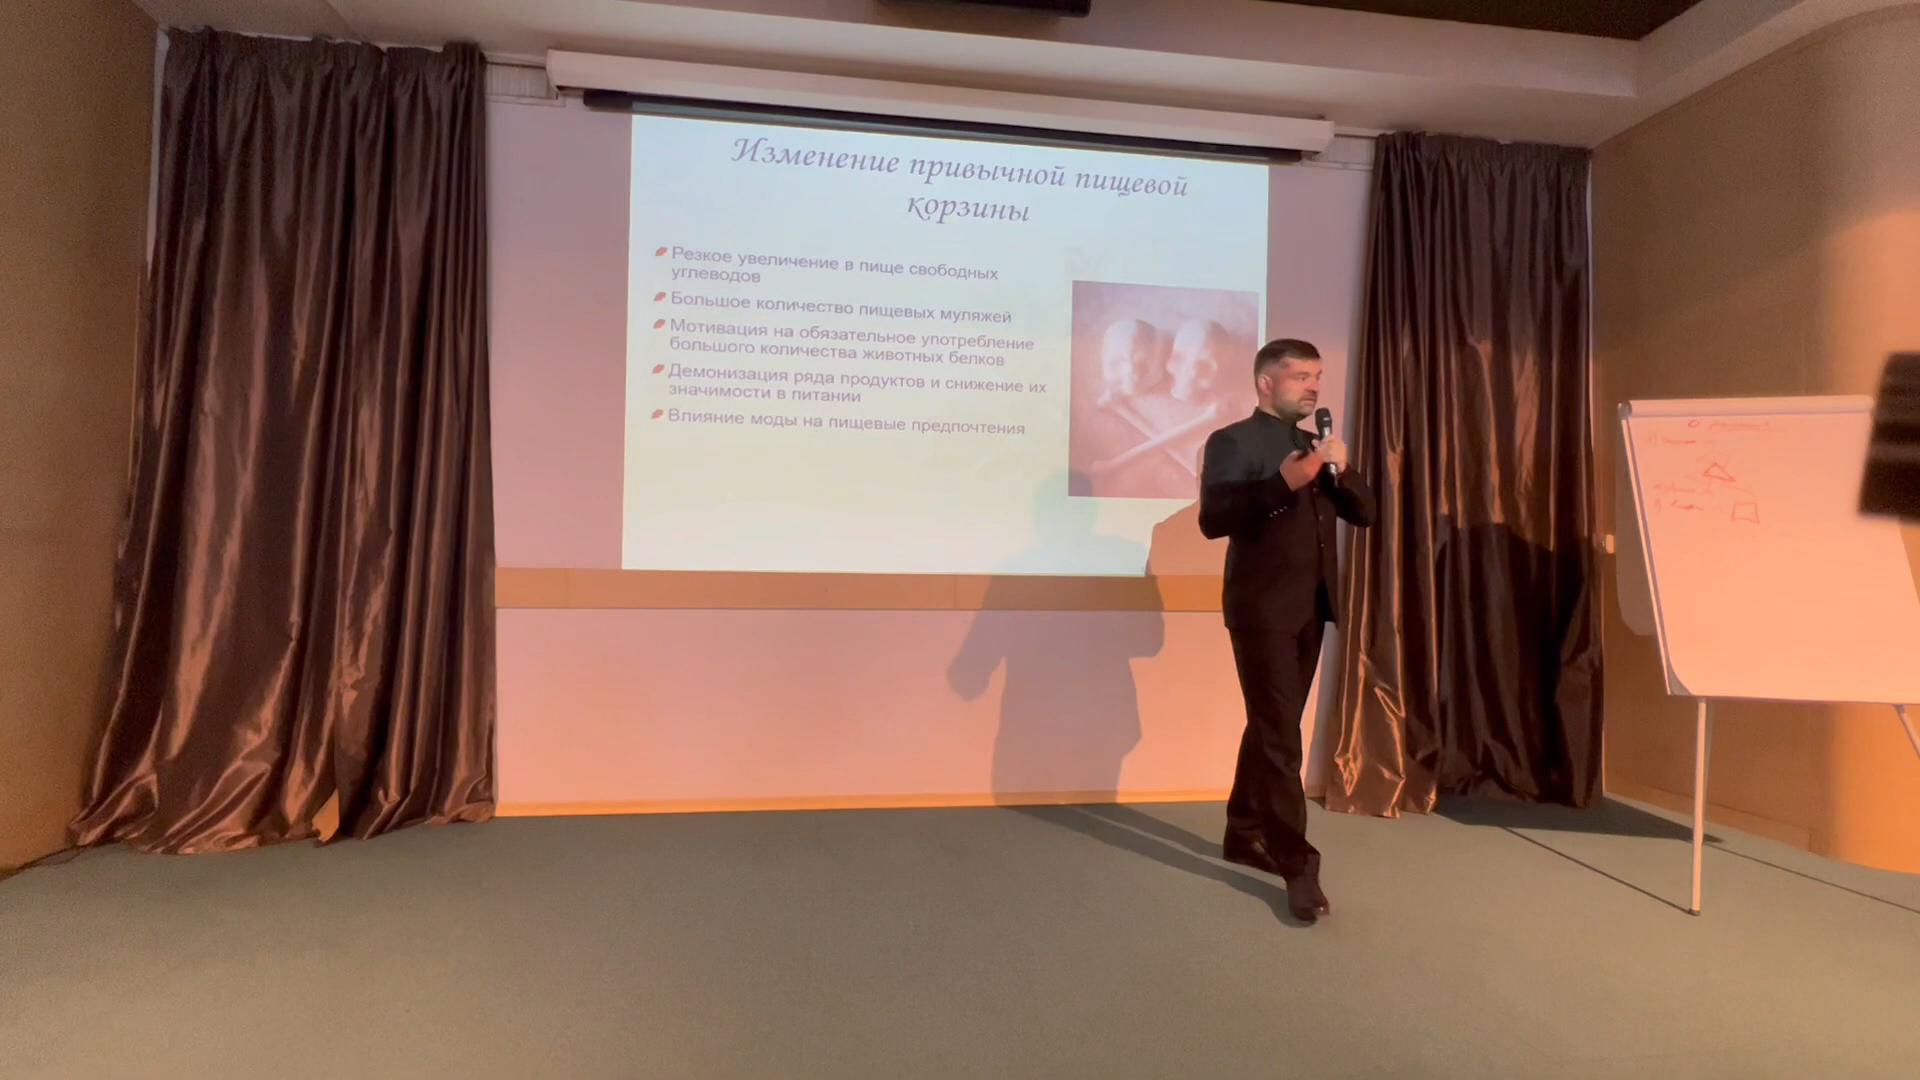 Изменение привычной пищевой
корзины
Резкое увеличение в пище свободных
углеводов
Большое количество пищевых муляжей
Мотивация на обязательное употребление
большого количества животных белков
Демонизация ряда продуктов и снижение их
значимости в питании
Влияние моды на пищевые предпочтения